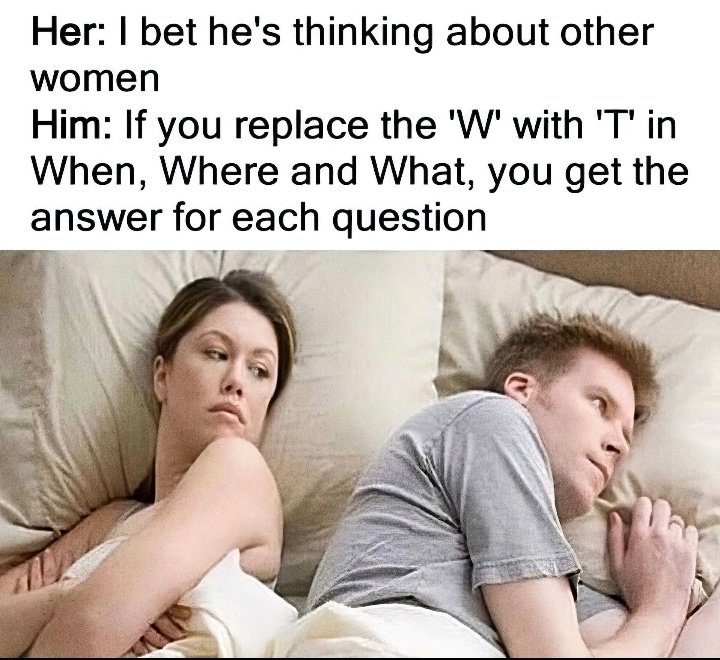 Her: I bet he's thinking about other
women
Him: If you replace the 'W' with 'T' in
When, Where and What, you get the
answer for each question